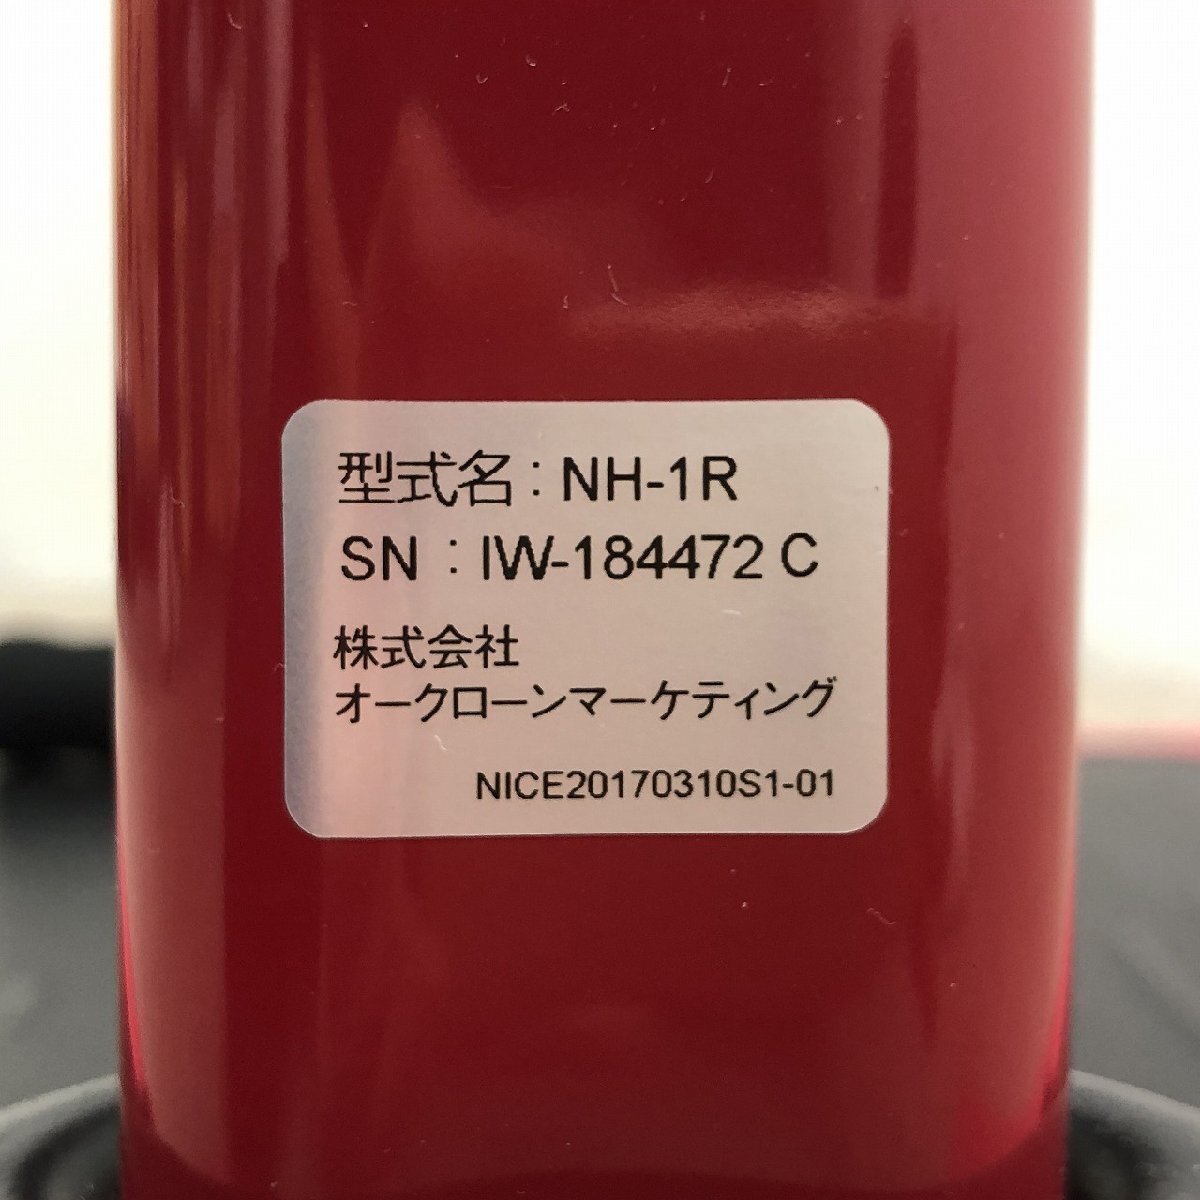 型式名：NH-1R
SN：IW-184472 C
株式会社
オークローンマーケティング
NICE20170310S1-01